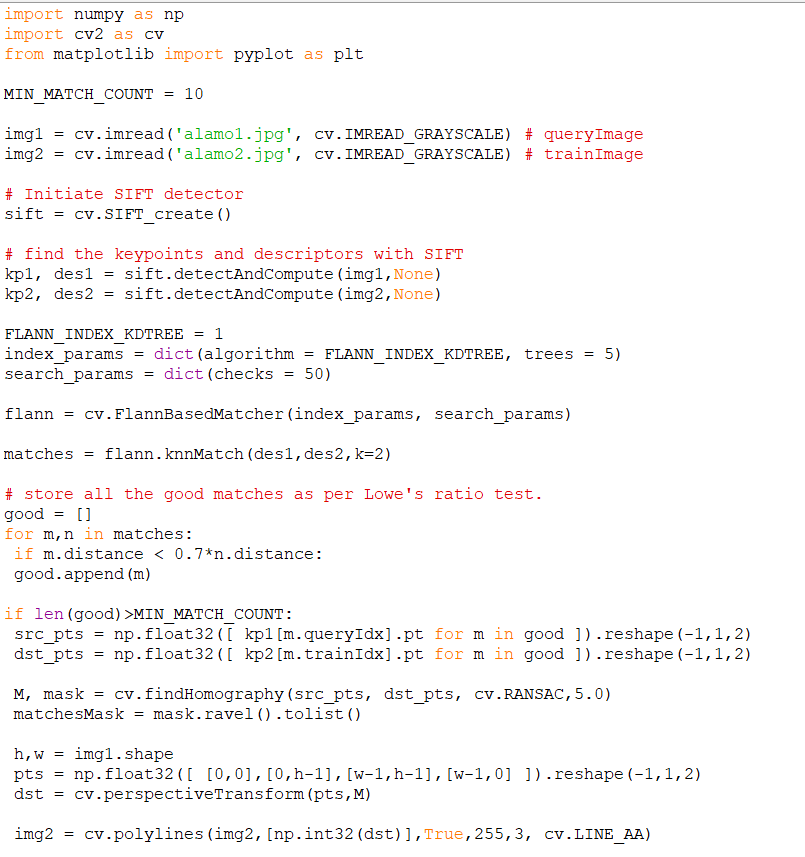 import numpy as np
import cv2 as cv
from matplotlib import pyplot as plt

MIN_MATCH_COUNT = 10

img1 = cv.imread('alamo1.jpg', cv.IMREAD_GRAYSCALE) # queryImage
img2 = cv.imread('alamo2.jpg', cv.IMREAD_GRAYSCALE) # trainImage

# Initiate SIFT detector
sift = cv.SIFT_create()

# find the keypoints and descriptors with SIFT
kp1, des1 = sift.detectAndCompute(img1,None)
kp2, des2 = sift.detectAndCompute(img2,None)

FLANN_INDEX_KDTREE = 1
index_params = dict(algorithm = FLANN_INDEX_KDTREE, trees = 5)
search_params = dict(checks = 50)

flann = cv.FlannBasedMatcher(index_params, search_params)

matches = flann.knnMatch(des1,des2,k=2)

# store all the good matches as per Lowe's ratio test.
good = []
for m,n in matches:
 if m.distance < 0.7*n.distance:
 good.append(m)

if len(good)>MIN_MATCH_COUNT:
 src_pts = np.float32([ kp1[m.queryIdx].pt for m in good ]).reshape(-1,1,2)
 dst_pts = np.float32([ kp2[m.trainIdx].pt for m in good ]).reshape(-1,1,2)

 M, mask = cv.findHomography(src_pts, dst_pts, cv.RANSAC,5.0)
 matchesMask = mask.ravel().tolist()

 h,w = img1.shape
 pts = np.float32([ [0,0],[0,h-1],[w-1,h-1],[w-1,0] ]).reshape(-1,1,2)
 dst = cv.perspectiveTransform(pts,M)

 img2 = cv.polylines(img2,[np.int32(dst)],True,255,3, cv.LINE_AA)